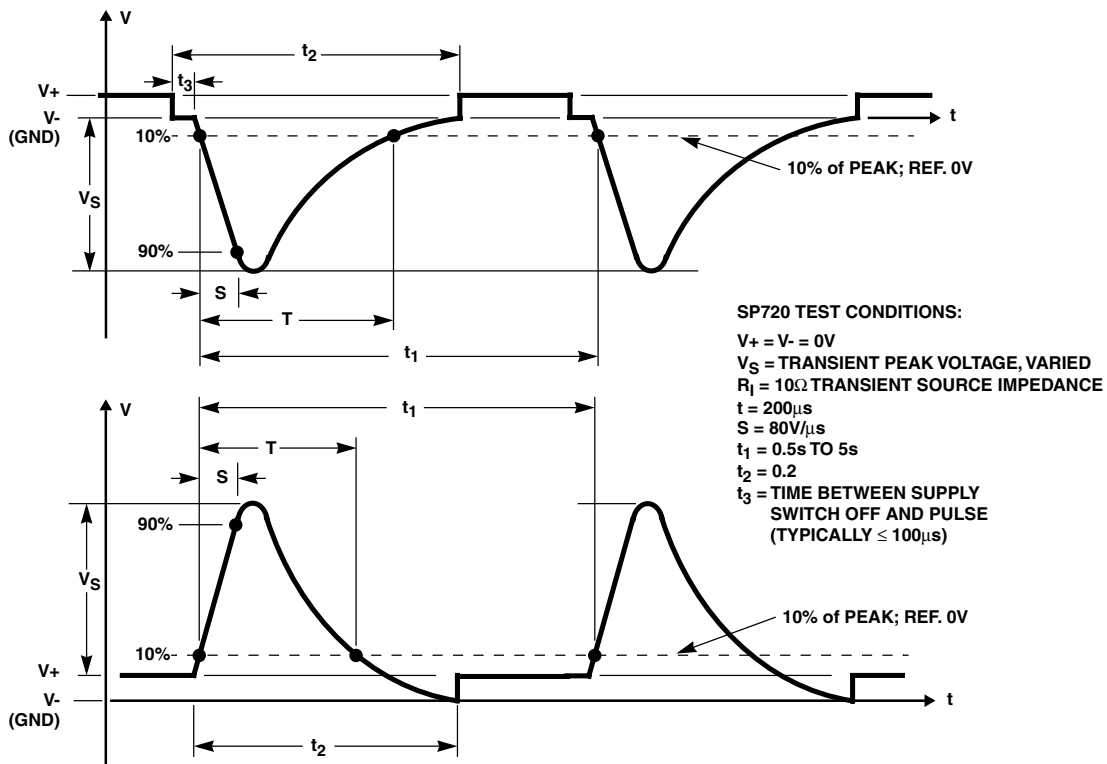 V
t2
t3
V+
V-
(GND)
t
10%
10% of PEAK; REF. 0V
VS
90%
S
T
t1
SP720 TEST CONDITIONS:
V+ = V- = 0V
VS = TRANSIENT PEAK VOLTAGE, VARIED
RI = 10Ω TRANSIENT SOURCE IMPEDANCE
t = 200µs
S = 80V/µs
t1 = 0.5s TO 5s
t2 = 0.2
t3 = TIME BETWEEN SUPPLY
SWITCH OFF AND PULSE
(TYPICALLY ≤ 100µs)
V
t1
T
S
90%
VS
10% of PEAK; REF. 0V
10%
V+
V-
(GND)
t
t2